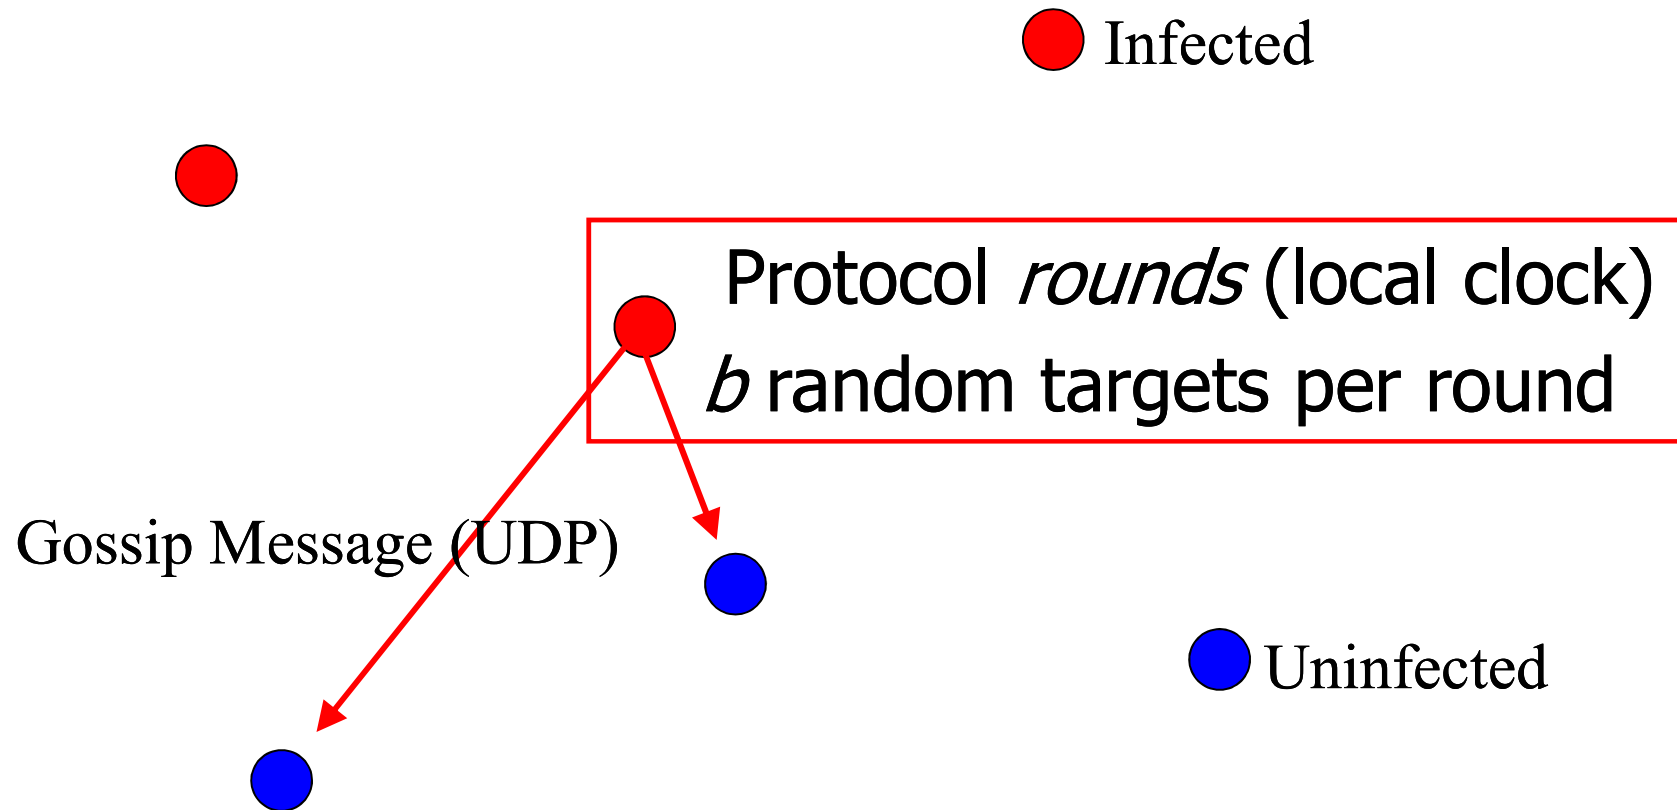 Infected
Protocol rounds (local clock)
b random targets per round
Gossip Message (UDP)
Uninfected